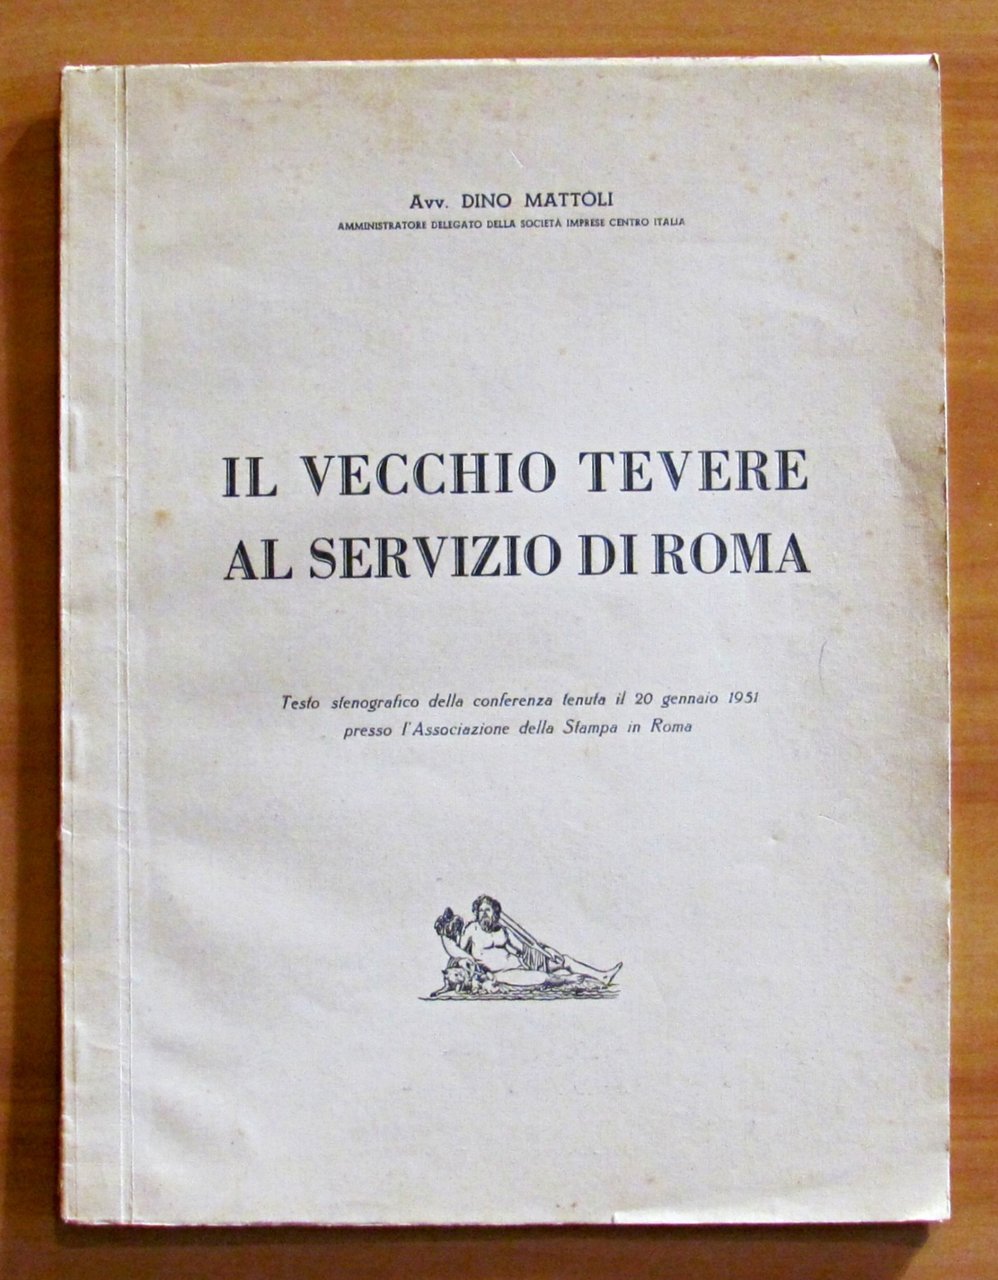 Avv. DINO MATTOLI
AMMINISTRATORE DELEGATO DELLA SOCIETÀ IMPRESE CENTRO ITALIA
IL VECCHIO TEVERE
AL SERVIZIO DI ROMA
Testo stenografico della conferenza tenuta il 20 gennaio 1951
presso l'Associazione della Stampa in Roma